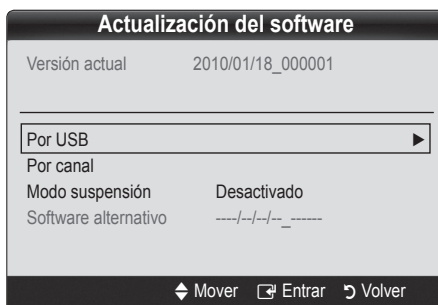 Actualización del software
Versión actual 2010/01/18_000001
Por USB
Por canal
Modo suspensión Desactivado
Software alternativo ----/--/--/--_------
Mover Entrar Volver